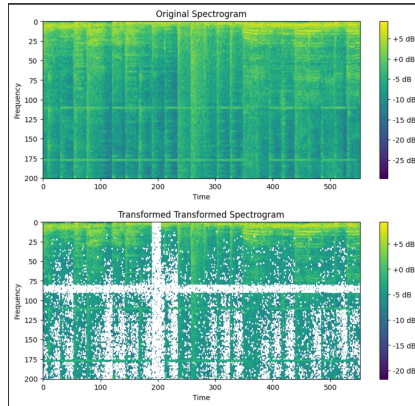 Original Spectrogram
0
25
50
75
100
125
150
175
200
Frequency
0 100 200 300 400 500
Time
+5 dB
+0 dB
-5 dB
-10 dB
-15 dB
-20 dB
-25 dB
Transformed Transformed Spectrogram
0
25
50
75
100
125
150
175
200
Frequency
0 100 200 300 400 500
Time
+5 dB
+0 dB
-5 dB
-10 dB
-15 dB
-20 dB